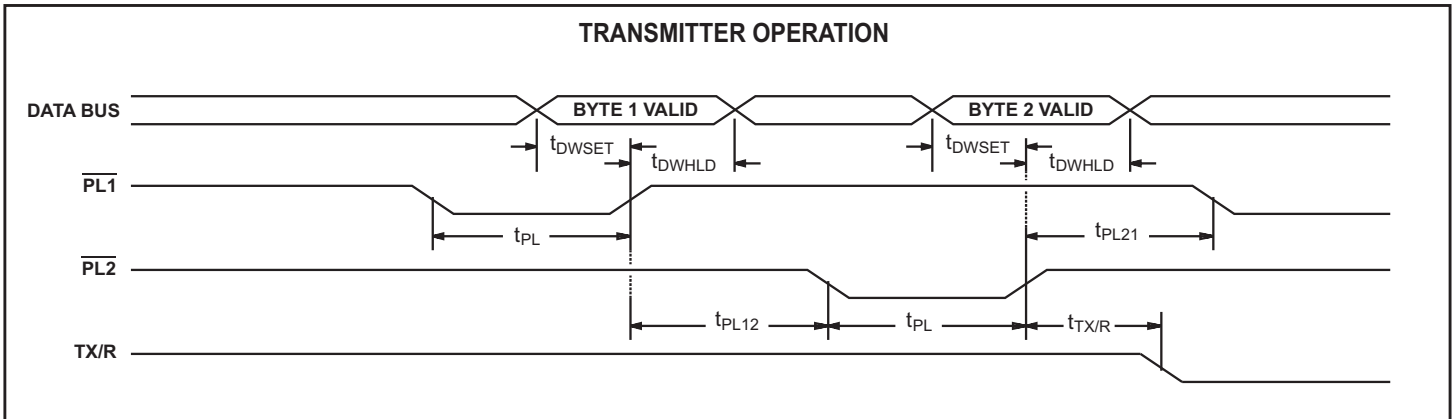 TRANSMITTER OPERATION
DATA BUS
BYTE 1 VALID
BYTE 2 VALID
tDWSET
tDWHLD
tDWSET
tDWHLD
PL1
tPL
tPL21
PL2
tPL12
tPL
tTX/R
TX/R